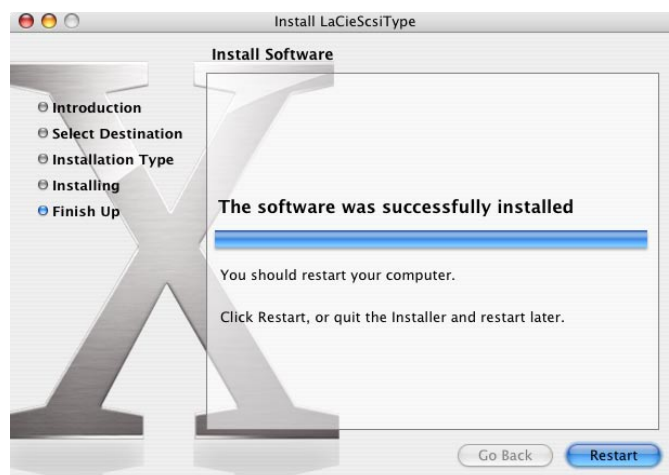 Install LaCieScsiType
Install Software
Introduction
Select Destination
Installation Type
Installing
Finish Up
The software was successfully installed
You should restart your computer.
Click Restart, or quit the Installer and restart later.
Go Back
Restart